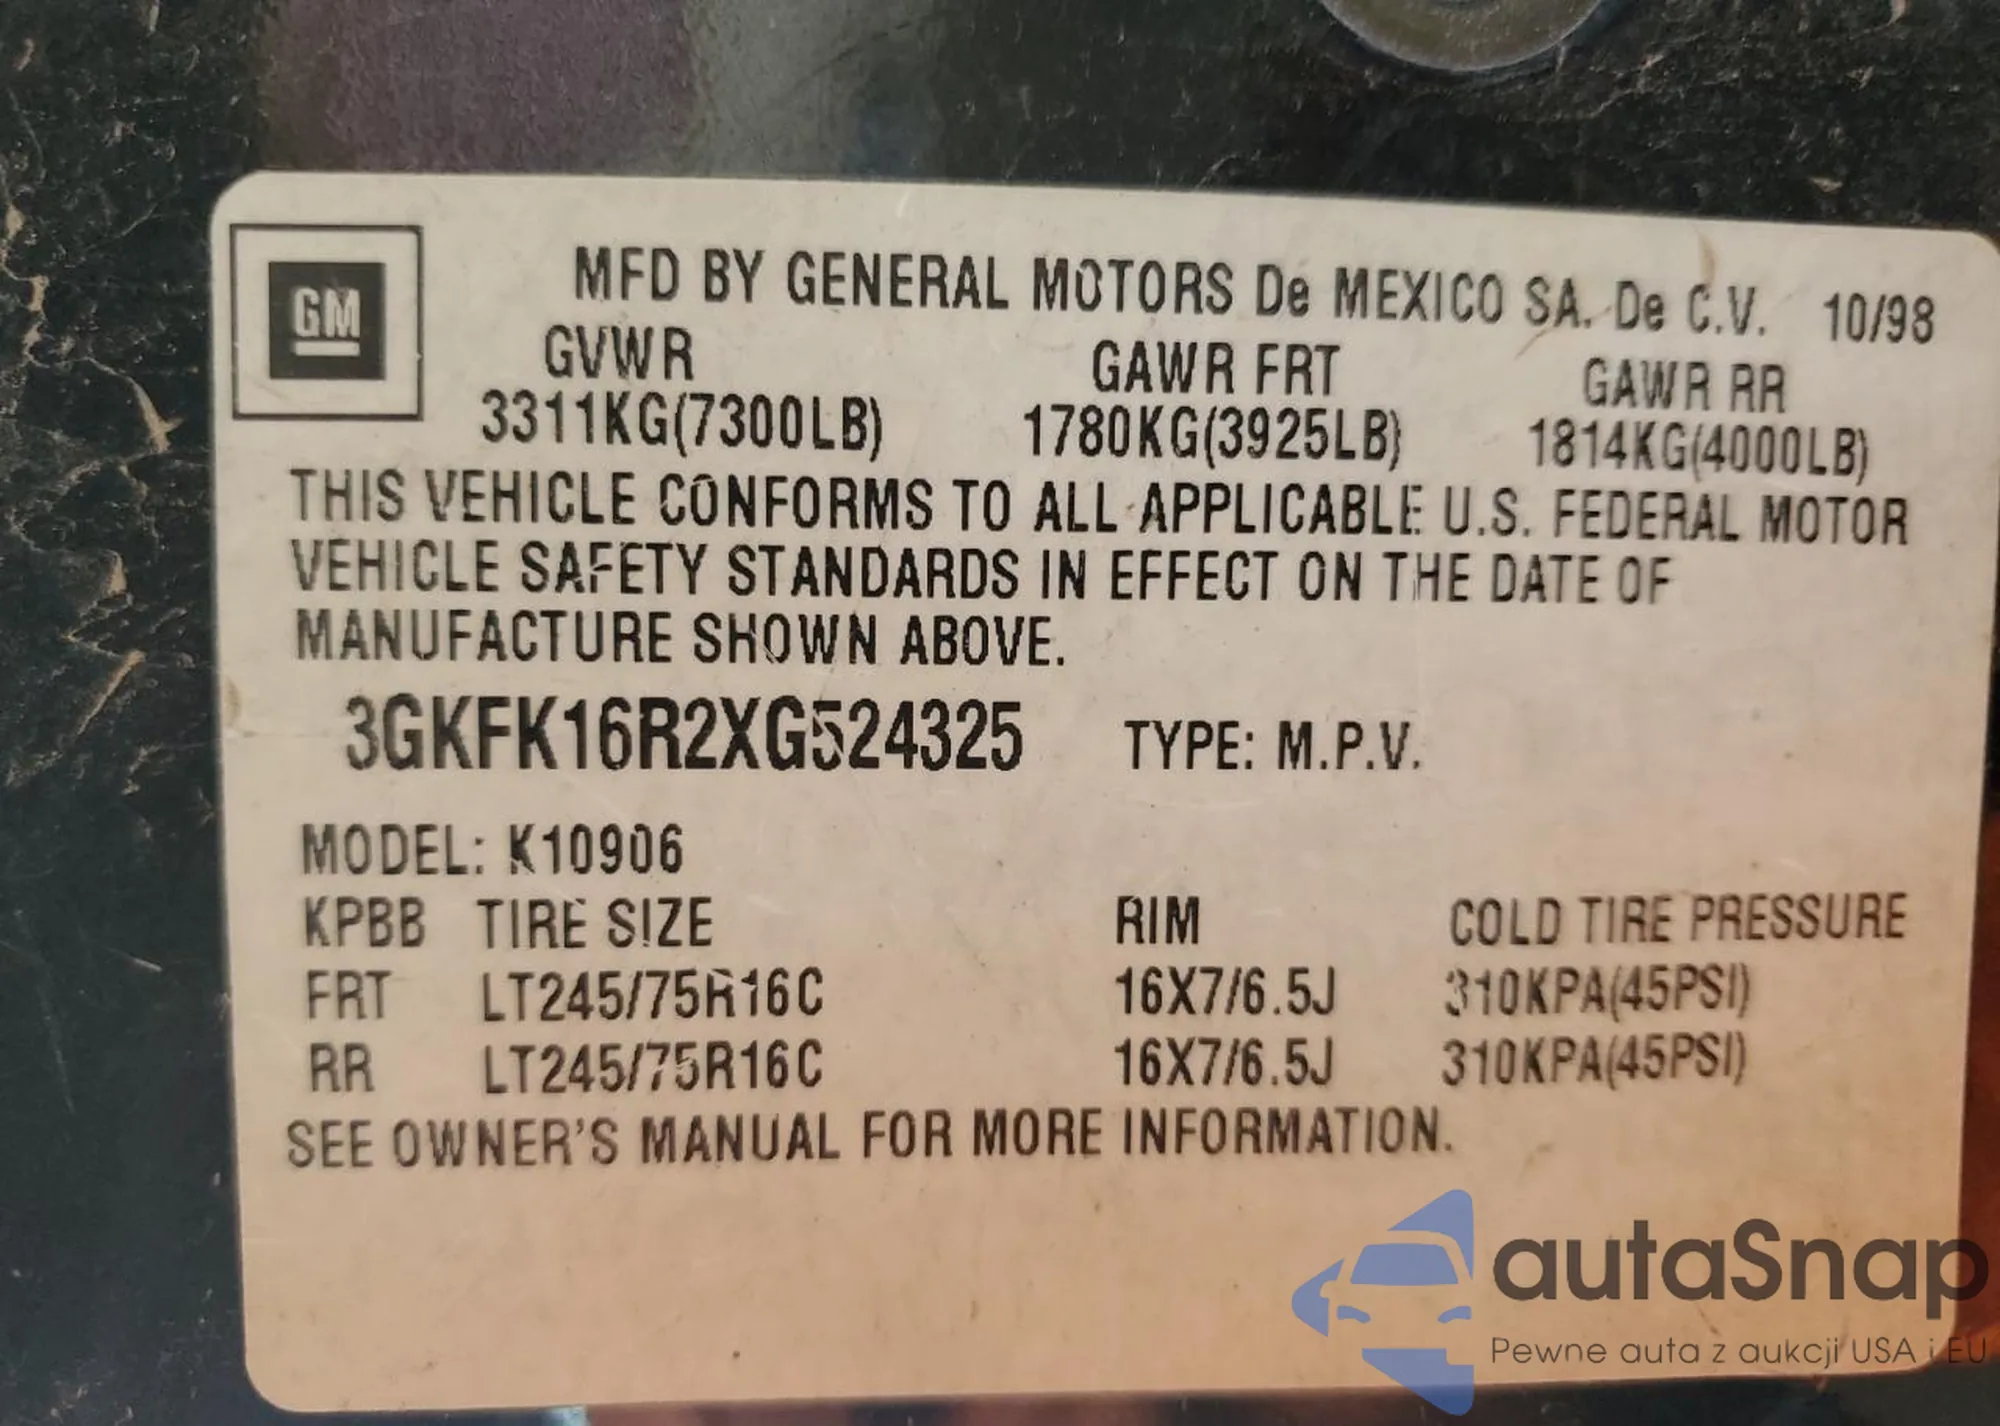 GM
MFD BY GENERAL MOTORS De MEXICO SA. De C.V. 10/98
GVWR GAWR FRT GAWR RR
3311KG(7300LB) 1780KG(3925LB) 1814KG(4000LB)
THIS VEHICLE CONFORMS TO ALL APPLICABLE U.S. FEDERAL MOTOR
VEHICLE SAFETY STANDARDS IN EFFECT ON THE DATE OF
MANUFACTURE SHOWN ABOVE.
3GKFK16R2XG524325 TYPE: M.P.V.
MODEL: K10906
KPBB TIRE SIZE RIM COLD TIRE PRESSURE
FRT LT245/75R16C 16X7/6.5J 310KPA(45PSI)
RR LT245/75R16C 16X7/6.5J 310KPA(45PSI)
SEE OWNER'S MANUAL FOR MORE INFORMATION.
autaSnap
Pewne auta z aukcji USA i EU